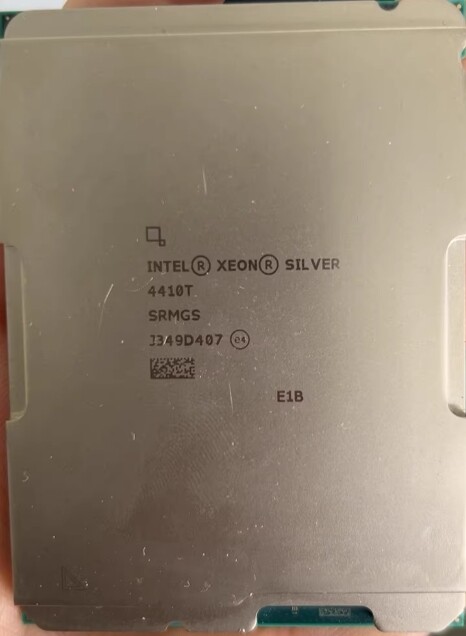 INTEL® XEON® SILVER
4410T
SRMGS
J349D407 e4
E1B